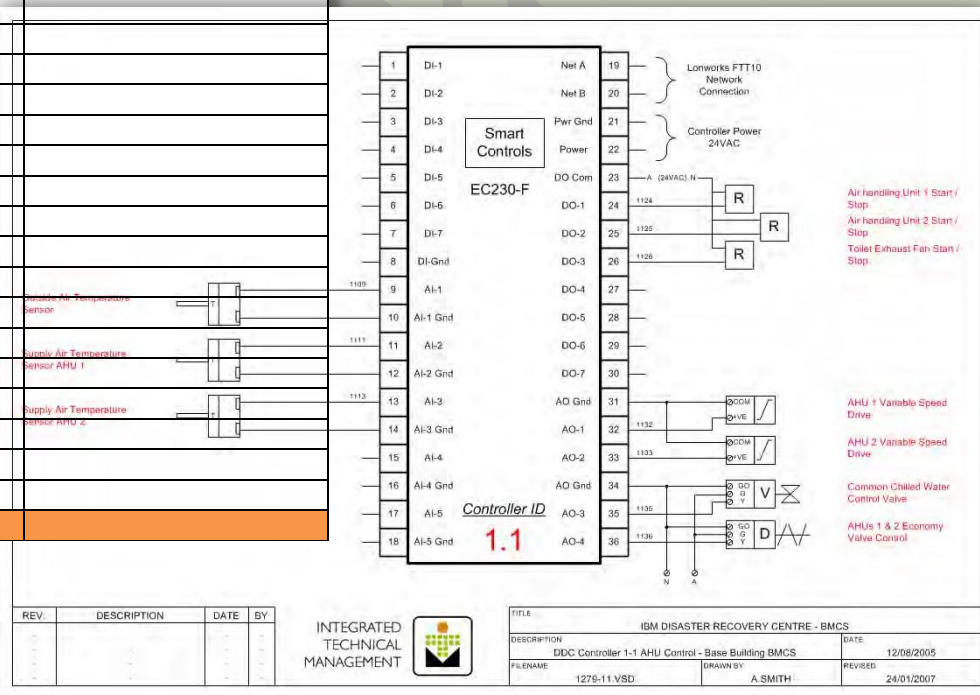 1 DI-1 Net A 19
2 DI-2 Net B 20
3 DI-3 Pwr Gnd 21
4 DI-4 Power 22
5 DI-5 DO Com 23
6 DI-6 DO-1 24
7 DI-7 DO-2 25
8 DI-Gnd DO-3 26
9 AI-1 DO-4 27
10 AI-1 Gnd DO-5 28
11 AI-2 DO-6 29
12 AI-2 Gnd DO-7 30
13 AI-3 AO Gnd 31
14 AI-3 Gnd AO-1 32
15 AI-4 AO-2 33
16 AI-4 Gnd AO Gnd 34
17 AI-5 AO-3 35
18 AI-5 Gnd AO-4 36
Smart
Controls
EC230-F
Controller ID
1.1
Outside Air Temperature
Sensor
T
1109
Supply Air Temperature
Sensor AHU 1
T
1111
Supply Air Temperature
Sensor AHU 2
T
1113
Lonworks FTT10
Network
Connection
Controller Power
24VAC
A (24VAC) N
1124
R
Air handling Unit 1 Start /
Stop
1125
R
Air handling Unit 2 Start /
Stop
1126
R
Toilet Exhaust Fan Start /
Stop
COM
+VE
1132
AHU 1 Variable Speed
Drive
COM
+VE
1133
AHU 2 Variable Speed
Drive
GO
G
Y
V
1135
Common Chilled Water
Control Valve
GO
G
Y
D
1136
AHUs 1 & 2 Economy
Valve Control
N A
REV. DESCRIPTION DATE BY
INTEGRATED
TECHNICAL
MANAGEMENT
TITLE
IBM DISASTER RECOVERY CENTRE - BMCS
DESCRIPTION
DDC Controller 1-1 AHU Control - Base Building BMCS
DATE
12/08/2005
FILENAME
1279-11.VSD
DRAWN BY
A.SMITH
REVISED
24/01/2007